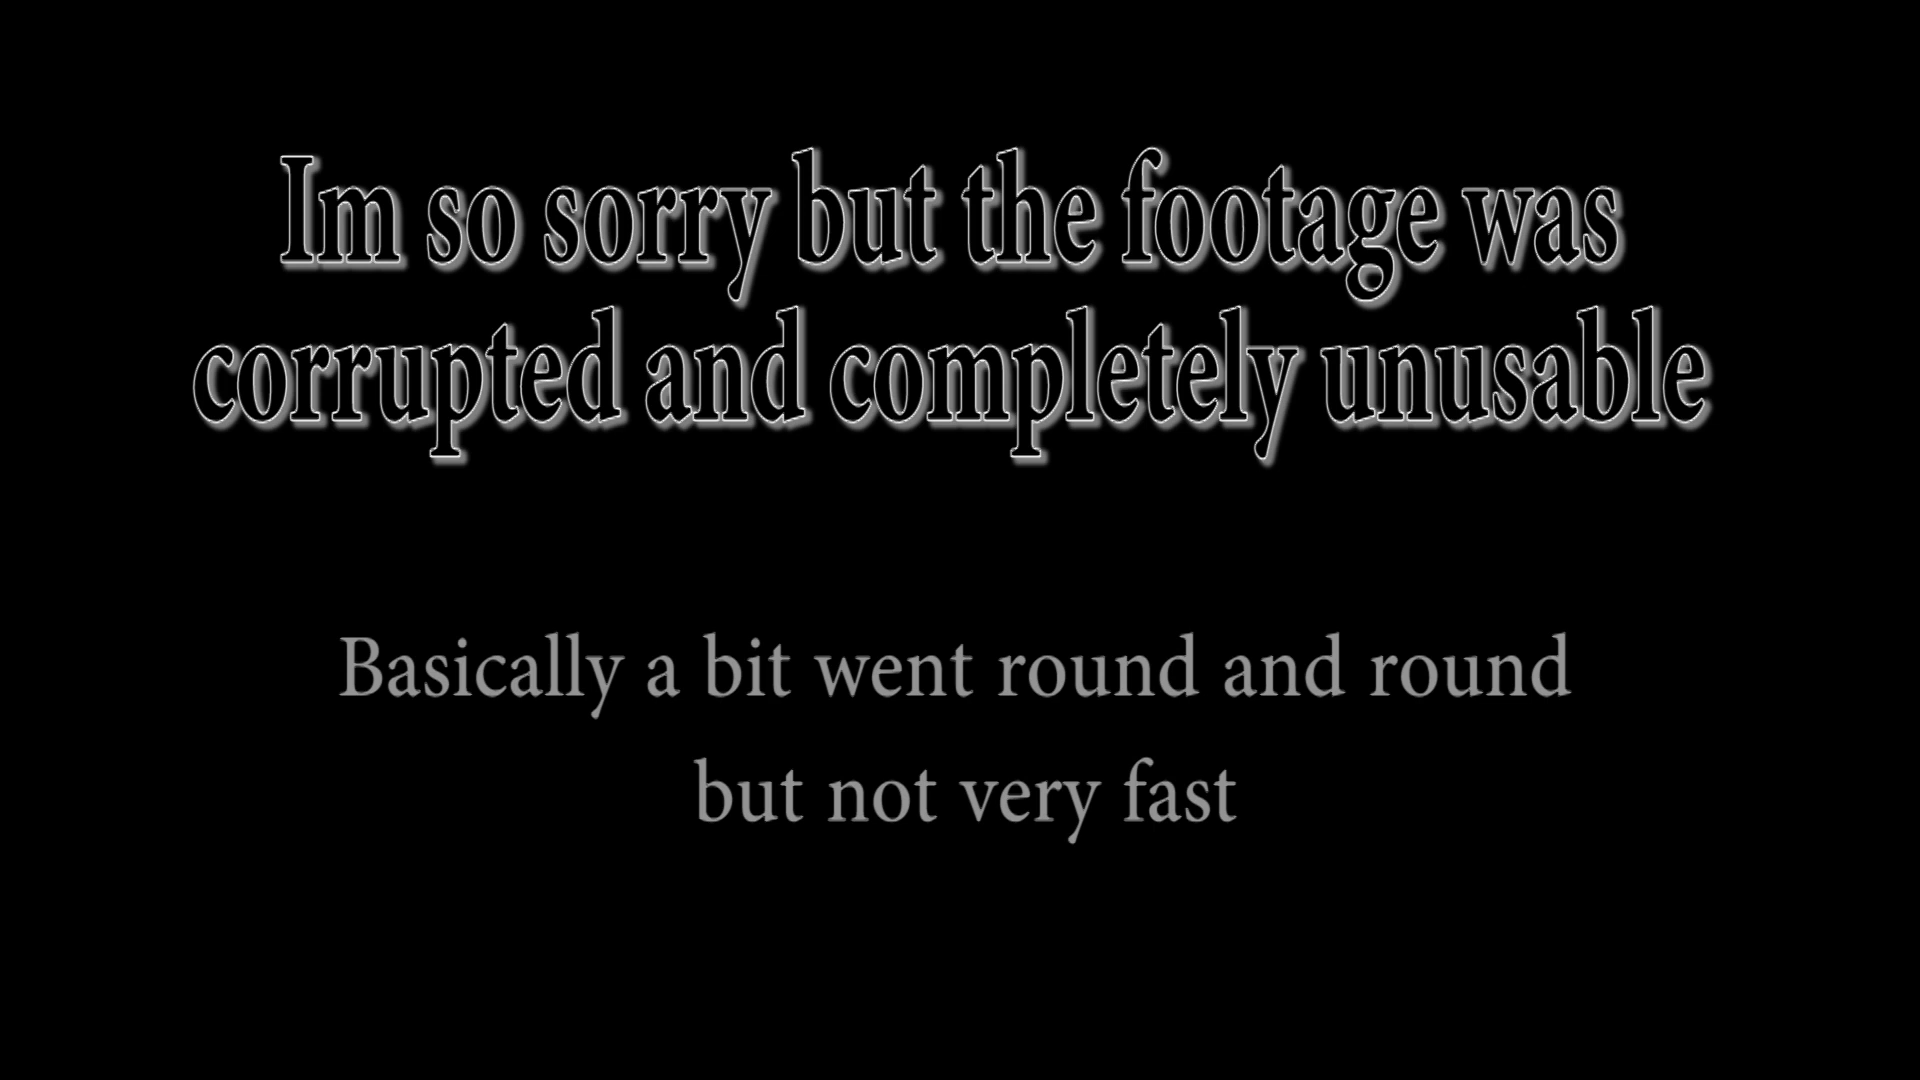 Im so sorry but the footage was
corrupted and completely unusable
Basically a bit went round and round
but not very fast